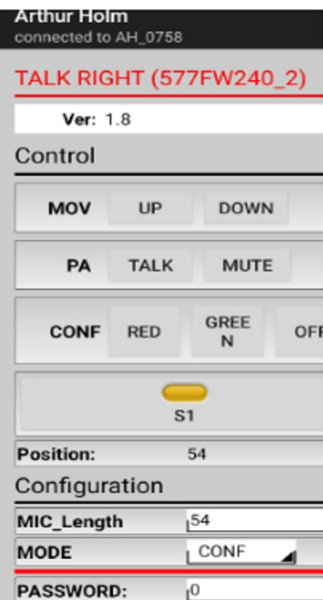 Arthur Holm
connected to AH_0758
TALK RIGHT (577FW240_2)
Ver: 1.8
Control
MOV UP DOWN
PA TALK MUTE
CONF RED GREE
N OFF
S1
Position: 54
Configuration
MIC_Length 54
MODE CONF
PASSWORD: 0